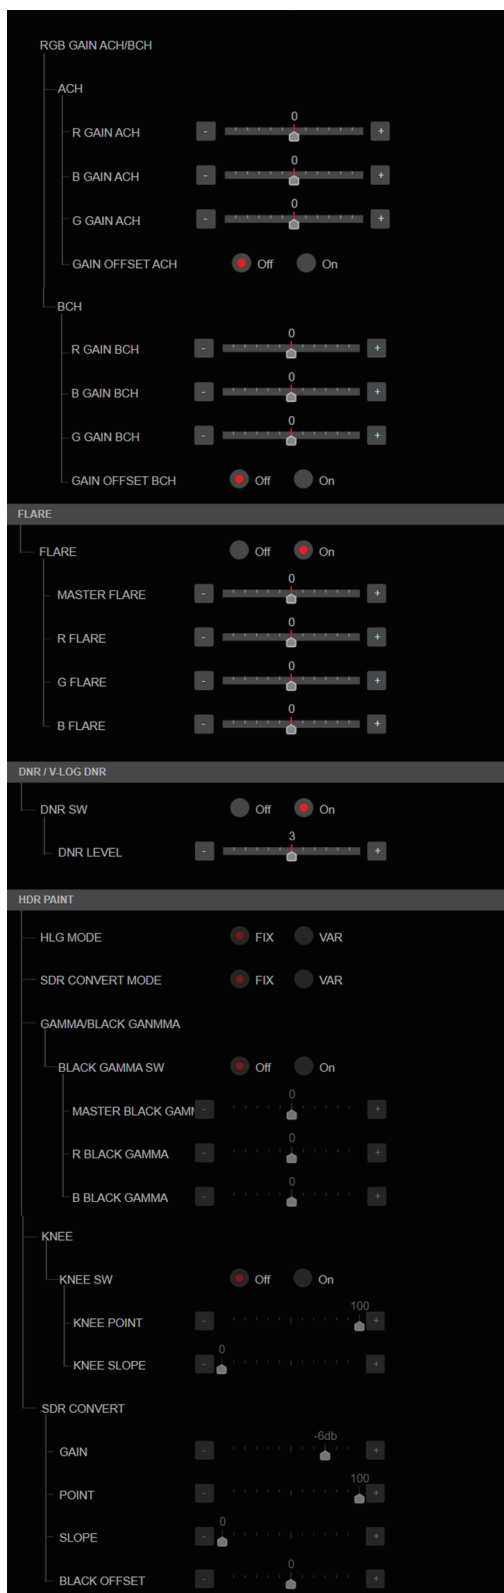 RGB GAIN ACH/BCH
ACH
0
R GAIN ACH - +
0
B GAIN ACH - +
0
G GAIN ACH - +
GAIN OFFSET ACH Off On
BCH
0
R GAIN BCH - +
0
B GAIN BCH - +
0
G GAIN BCH - +
GAIN OFFSET BCH Off On
FLARE
FLARE Off On
0
MASTER FLARE - +
0
R FLARE - +
0
G FLARE - +
0
B FLARE - +
DNR / V-LOG DNR
DNR SW Off On
3
DNR LEVEL - +
HDR PAINT
HLG MODE FIX VAR
SDR CONVERT MODE FIX VAR
GAMMA/BLACK GANMMA
BLACK GAMMA SW Off On
0
MASTER BLACK GAMM - +
0
R BLACK GAMMA - +
0
B BLACK GAMMA - +
KNEE
KNEE SW Off On
100
KNEE POINT - +
0
KNEE SLOPE - +
SDR CONVERT
-6db
GAIN - +
100
POINT - +
0
SLOPE - +
0
BLACK OFFSET - +